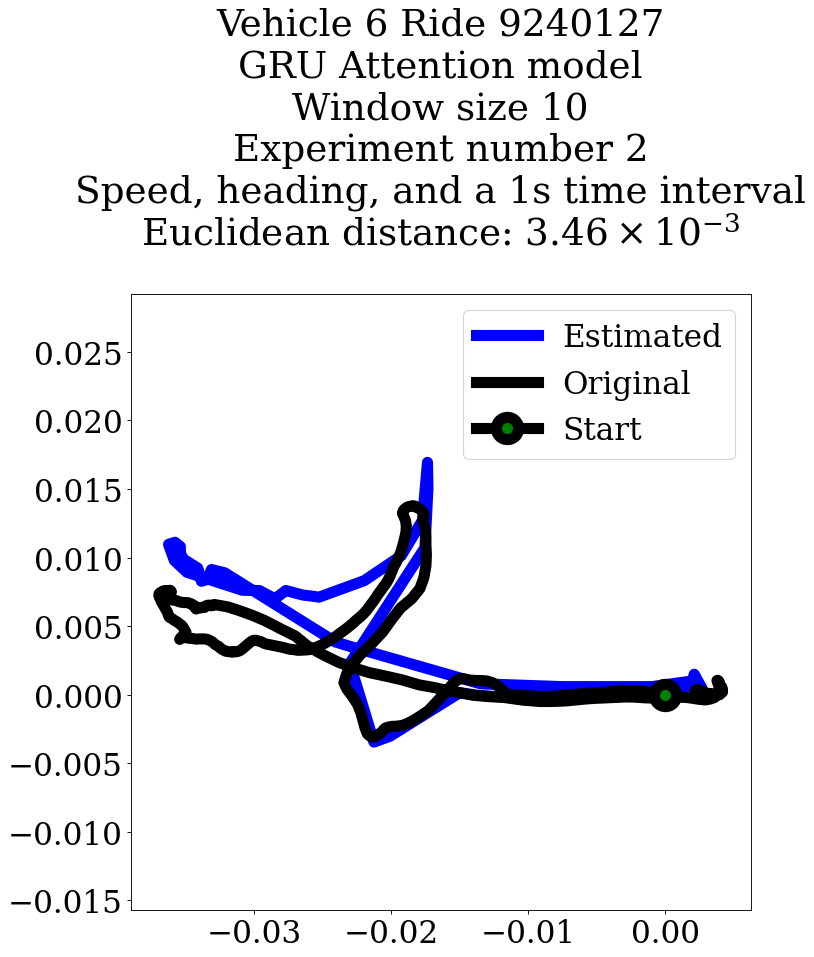 Vehicle 6 Ride 9240127
GRU Attention model
Window size 10
Experiment number 2
Speed, heading, and a 1s time interval
Euclidean distance: 3.46 × 10⁻³
Estimated
Original
Start
0.025
0.020
0.015
0.010
0.005
0.000
−0.005
−0.010
−0.015
−0.03 −0.02 −0.01 0.00